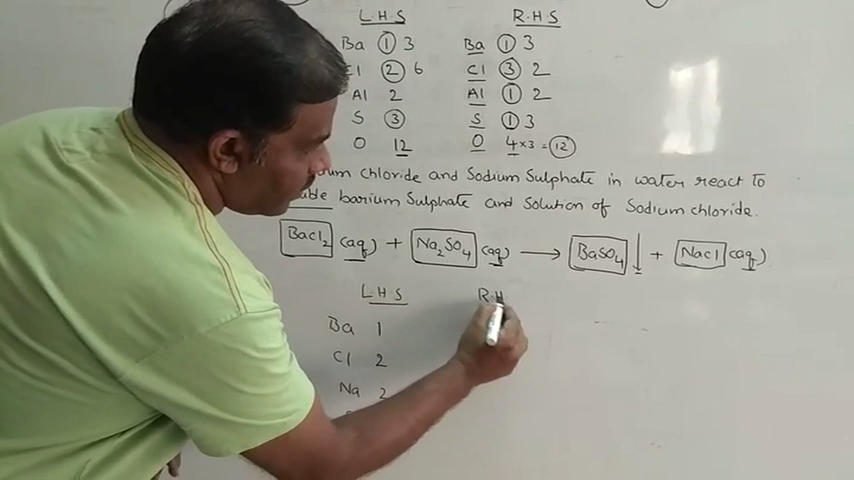 L.H.S R.H.S
Ba 1 3 Ba 1 3
Cl 2 6 Cl 3 2
Al 2 Al 1 2
S 3 S 1 3
O 12 O 4×3=12
chloride and Sodium Sulphate in water react to
barium Sulphate and Solution of Sodium chloride.
BaCl2 (aq) + Na2SO4 (aq) → BaSO4 ↓ + NaCl (aq)
L.H.S R.H
Ba 1
Cl 2
Na 2